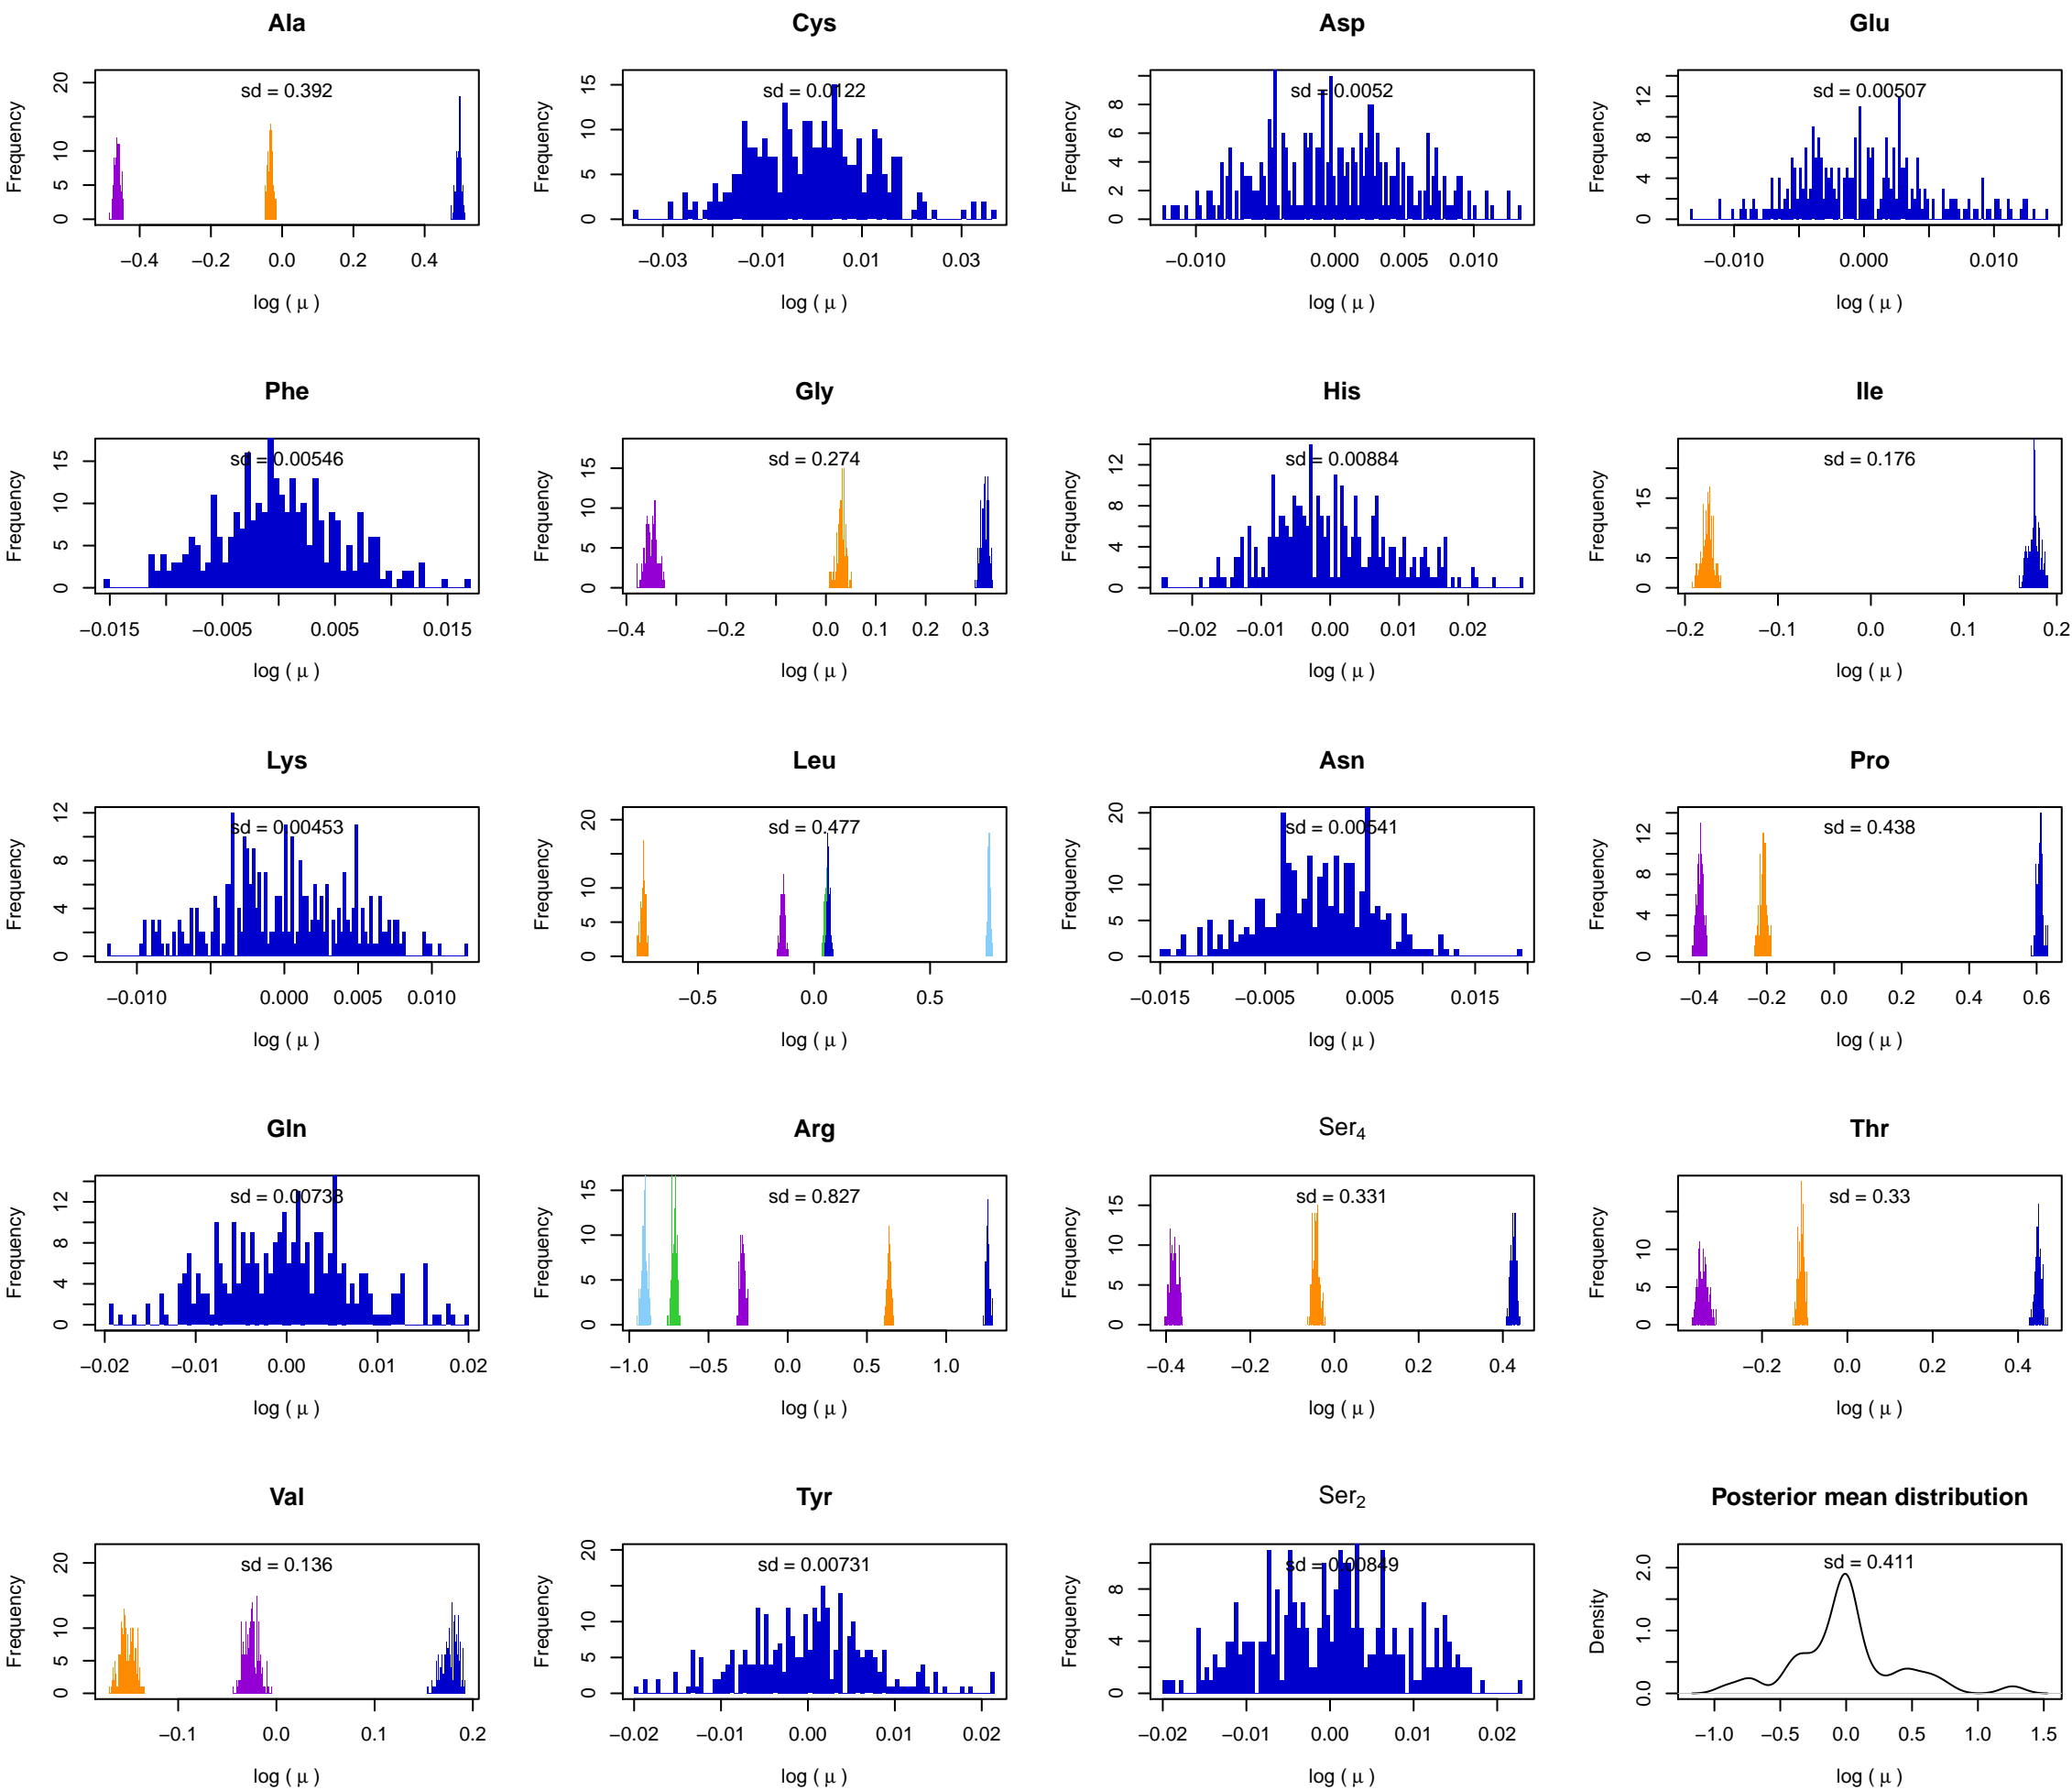 Ala
sd = 0.392
Frequency
0 5 10 20
−0.4 −0.2 0.0 0.2 0.4
log ( μ )
Cys
sd = 0.0122
Frequency
0 5 10 15
−0.03 −0.01 0.01 0.03
log ( μ )
Asp
sd = 0.0052
Frequency
0 2 4 6 8
−0.010 0.000 0.005 0.010
log ( μ )
Glu
sd = 0.00507
Frequency
0 4 8 12
−0.010 0.000 0.010
log ( μ )
Phe
sd = 0.00546
Frequency
0 5 10 15
−0.015 −0.005 0.005 0.015
log ( μ )
Gly
sd = 0.274
Frequency
0 5 10 15
−0.4 −0.2 0.0 0.1 0.2 0.3
log ( μ )
His
sd = 0.00884
Frequency
0 4 8 12
−0.02 −0.01 0.00 0.02
log ( μ )
Ile
sd = 0.176
Frequency
0 5 15
−0.2 −0.1 0.0 0.1 0.2
log ( μ )
Lys
sd = 0.00453
Frequency
0 4 8 12
−0.010 0.000 0.005 0.010
log ( μ )
Leu
sd = 0.477
Frequency
0 5 10 20
−0.5 0.0 0.5
log ( μ )
Asn
sd = 0.00541
Frequency
0 5 10 15 20
−0.015 −0.005 0.005 0.015
log ( μ )
Pro
sd = 0.438
Frequency
0 4 8 12
−0.4 −0.2 0.0 0.2 0.4 0.6
log ( μ )
Gln
sd = 0.00738
Frequency
0 4 8 12
−0.02 −0.01 0.00 0.01 0.02
log ( μ )
Arg
sd = 0.827
Frequency
0 5 10 15
−1.0 −0.5 0.0 0.5 1.0
log ( μ )
Ser4
sd = 0.331
Frequency
0 5 10 15
−0.4 −0.2 0.0 0.2 0.4
log ( μ )
Thr
sd = 0.33
Frequency
0 5 10
−0.2 0.0 0.2 0.4
log ( μ )
Val
sd = 0.136
Frequency
0 5 10 15 20
−0.1 0.0 0.1 0.2
log ( μ )
Tyr
sd = 0.00731
Frequency
0 5 10 20
−0.02 −0.01 0.00 0.01 0.02
log ( μ )
Ser2
sd = 0.00849
Frequency
0 4 8
−0.02 −0.01 0.00 0.01 0.02
log ( μ )
Posterior mean distribution
sd = 0.411
Density
0.0 1.0 2.0
−1.0 −0.5 0.0 0.5 1.0 1.5
log ( μ )